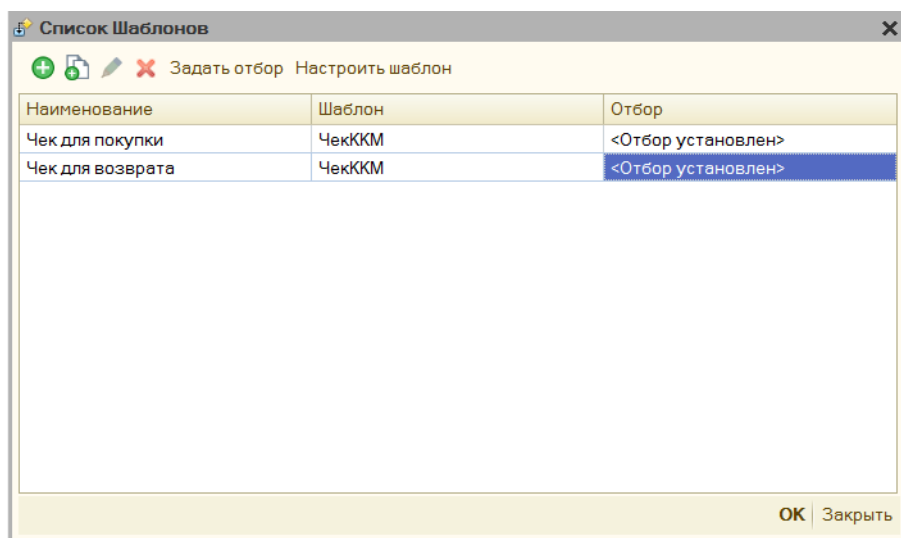 Список Шаблонов
Задать отбор Настроить шаблон
Наименование Шаблон Отбор
Чек для покупки ЧекККМ <Отбор установлен>
Чек для возврата ЧекККМ <Отбор установлен>
ОК Закрыть